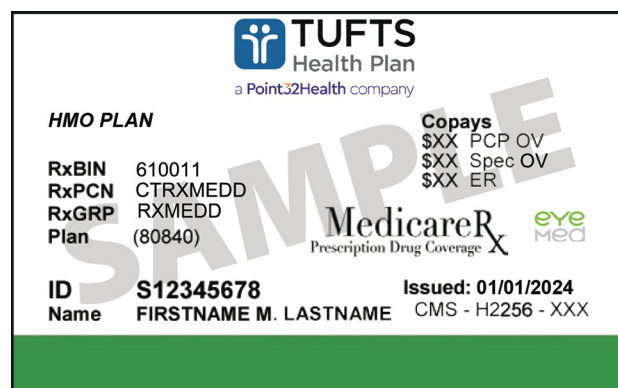 TUFTS
Health Plan
a Point32Health company
HMO PLAN
Copays
$XX PCP OV
$XX Spec OV
$XX ER
RxBIN 610011
RxPCN CTRXMEDD
RxGRP RXMEDD
Plan (80840)
MedicareRx
Prescription Drug Coverage
eye
Med
SAMPLE
ID S12345678
Name FIRSTNAME M. LASTNAME
Issued: 01/01/2024
CMS - H2256 - XXX